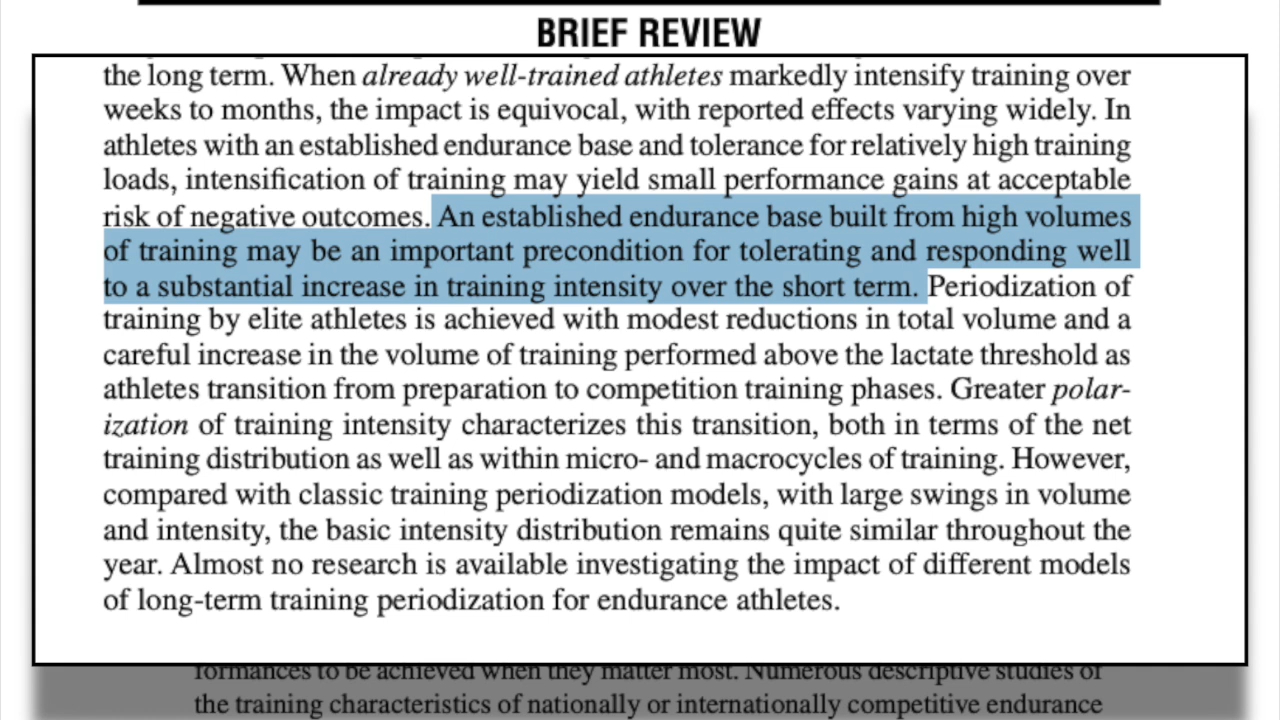 BRIEF REVIEW
the long term. When already well-trained athletes markedly intensify training over
weeks to months, the impact is equivocal, with reported effects varying widely. In
athletes with an established endurance base and tolerance for relatively high training
loads, intensification of training may yield small performance gains at acceptable
risk of negative outcomes. An established endurance base built from high volumes
of training may be an important precondition for tolerating and responding well
to a substantial increase in training intensity over the short term. Periodization of
training by elite athletes is achieved with modest reductions in total volume and a
careful increase in the volume of training performed above the lactate threshold as
athletes transition from preparation to competition training phases. Greater polar-
ization of training intensity characterizes this transition, both in terms of the net
training distribution as well as within micro- and macrocycles of training. However,
compared with classic training periodization models, with large swings in volume
and intensity, the basic intensity distribution remains quite similar throughout the
year. Almost no research is available investigating the impact of different models
of long-term training periodization for endurance athletes.
formances to be achieved when they matter most. Numerous descriptive studies of
the training characteristics of nationally or internationally competitive endurance